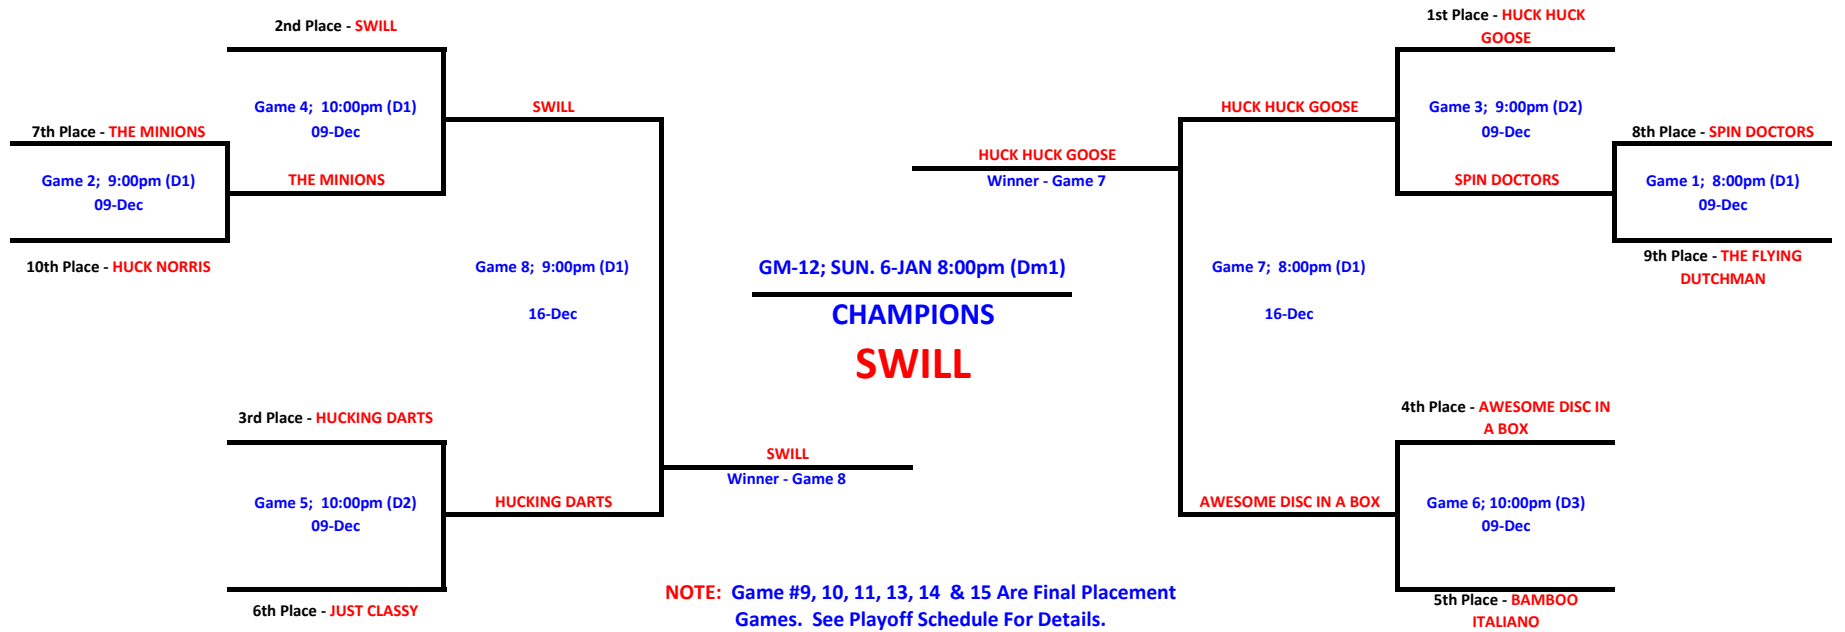 2nd Place - SWILL
1st Place - HUCK HUCK
GOOSE
Game 4;  10:00pm (D1)
09-Dec
SWILL
HUCK HUCK GOOSE
Game 3;  9:00pm (D2)
09-Dec
7th Place - THE MINIONS
8th Place - SPIN DOCTORS
Game 2;  9:00pm (D1)
09-Dec
THE MINIONS
HUCK HUCK GOOSE
Winner - Game 7
SPIN DOCTORS
Game 1;  8:00pm (D1)
09-Dec
10th Place - HUCK NORRIS
9th Place - THE FLYING
DUTCHMAN
Game 8;  9:00pm (D1)
16-Dec
GM-12; SUN. 6-JAN 8:00pm (Dm1)
CHAMPIONS
SWILL
Game 7;  8:00pm (D1)
16-Dec
3rd Place - HUCKING DARTS
4th Place - AWESOME DISC IN
A BOX
SWILL
Winner - Game 8
Game 5;  10:00pm (D2)
09-Dec
HUCKING DARTS
AWESOME DISC IN A BOX
Game 6; 10:00pm (D3)
09-Dec
6th Place - JUST CLASSY
5th Place - BAMBOO
ITALIANO
NOTE:  Game #9, 10, 11, 13, 14  & 15 Are Final Placement
Games.  See Playoff Schedule For Details.